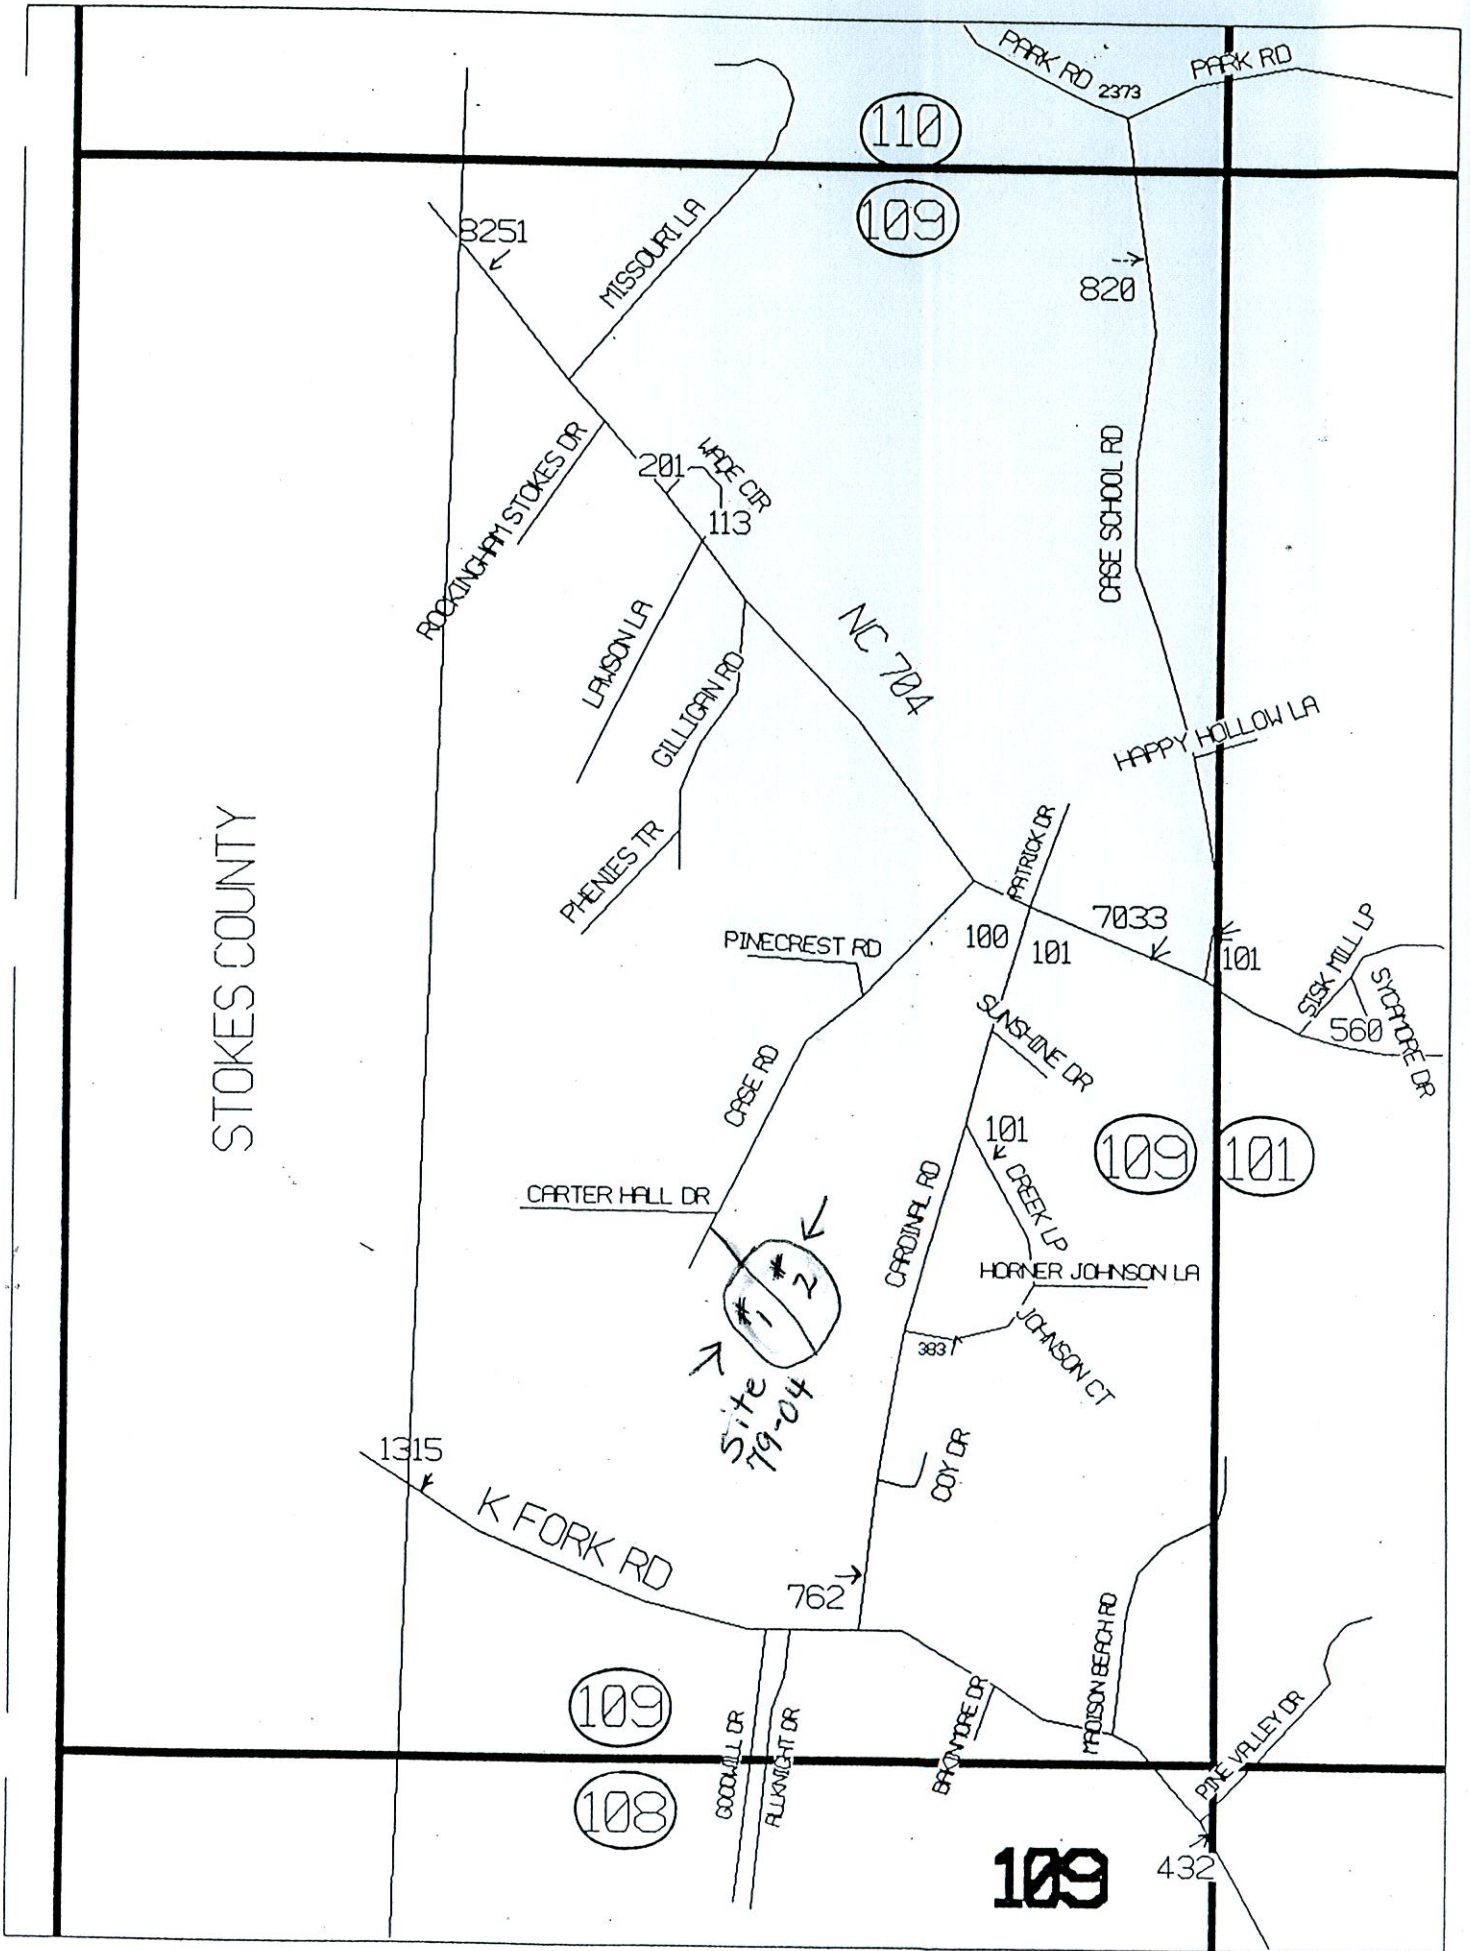 PARK RD
2373
PARK RD
110
109
8251
MISSOURI LA
820
ROCKINGHAM STOKES DR
201
WADE CIR
113
CASE SCHOOL RD
LAWSON LA
GILLIGAN RD
NC 704
HAPPY HOLLOW LA
STOKES COUNTY
PHENIES TR
PATRICK DR
PINECREST RD
100
101
7033
101
SISK MILL LP
SYCAMORE DR
560
SUNSHINE DR
CASE RD
101
CREEK LP
109
101
CARTER HALL DR
CARDINAL RD
HORNER JOHNSON LA
#2
#1
JOHNSON CT
383
Site
79-04
1315
COY DR
K FORK RD
762
MADISON BEACH RD
109
GOODWILL DR
ALLKNIGHT DR
BAKINMORE DR
PINE VALLEY DR
108
109
432